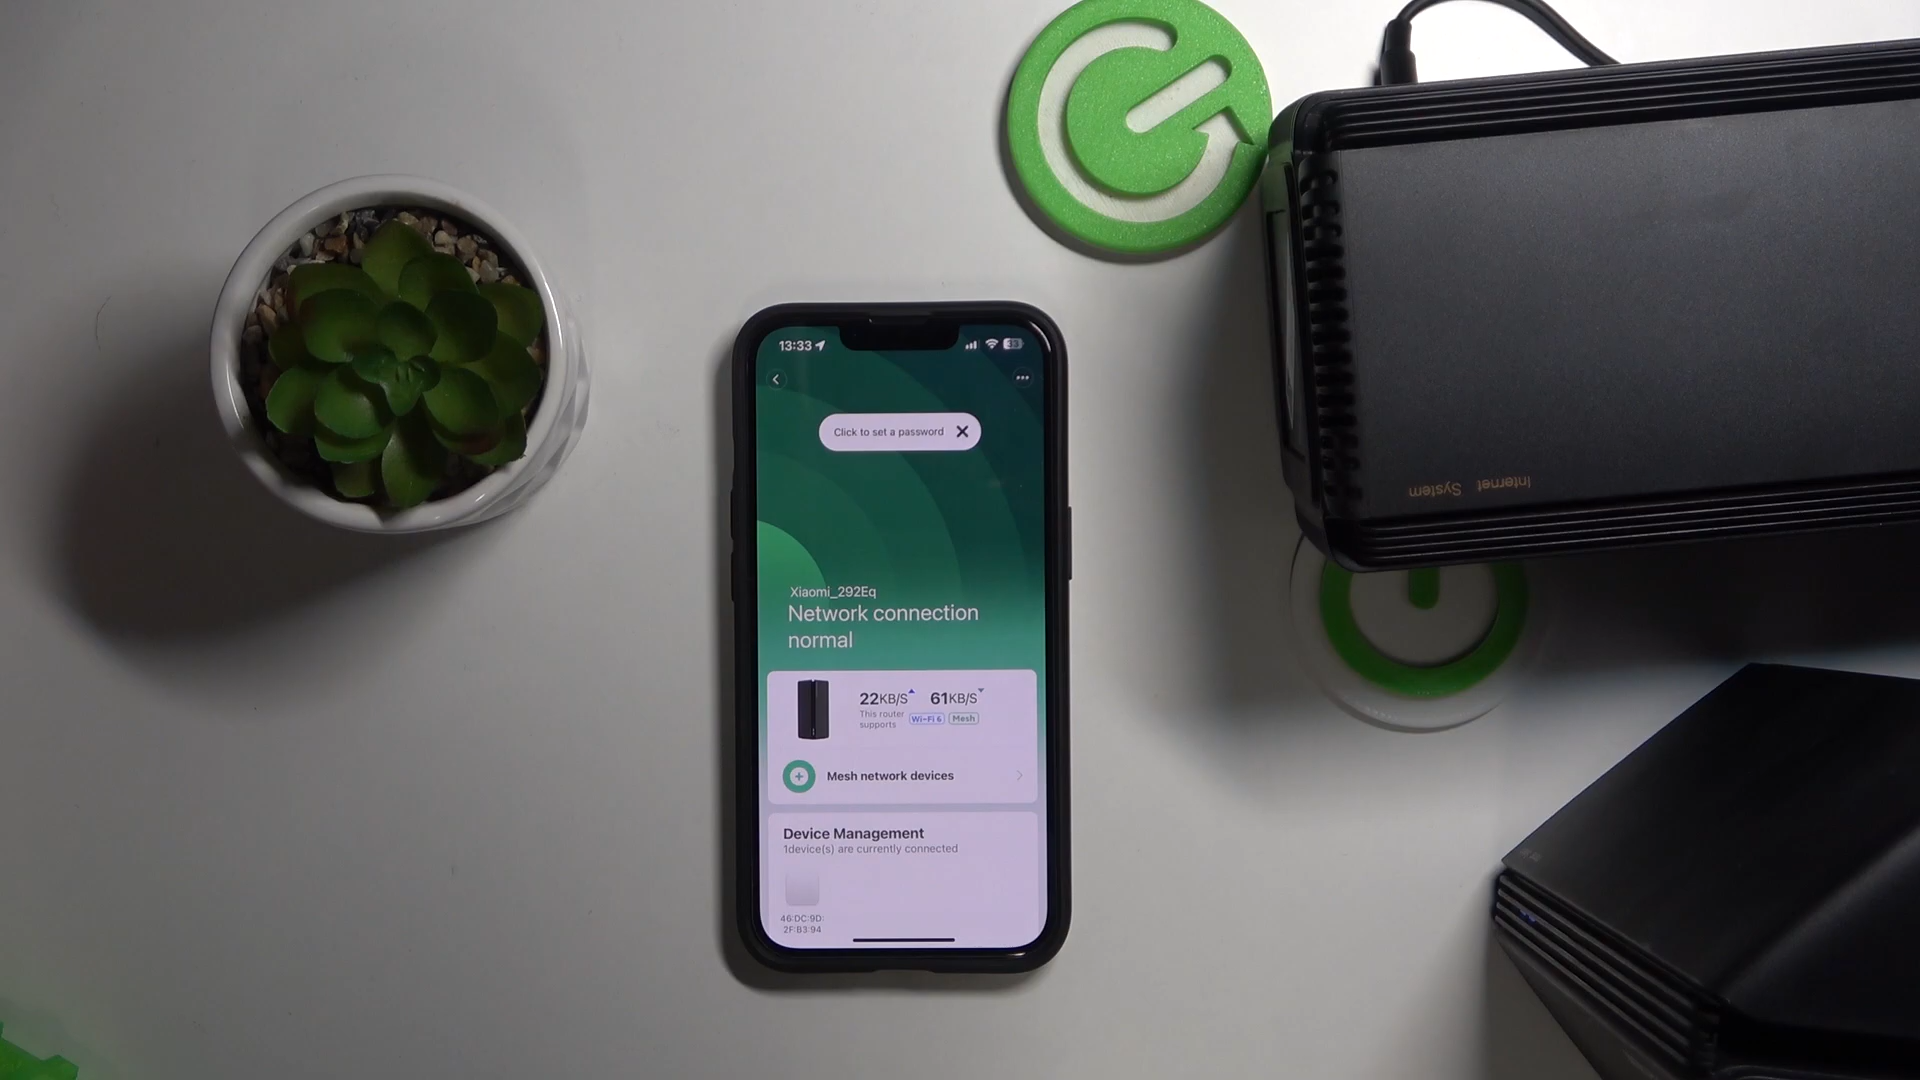 13:33
33
Click to set a password
Xiaomi_292Eq
Network connection
normal
22KB/S 61KB/S
This router
supports
Wi-Fi 6 Mesh
Mesh network devices
Device Management
1device(s) are currently connected
46:DC:9D:
2F:B3:94
System Internet